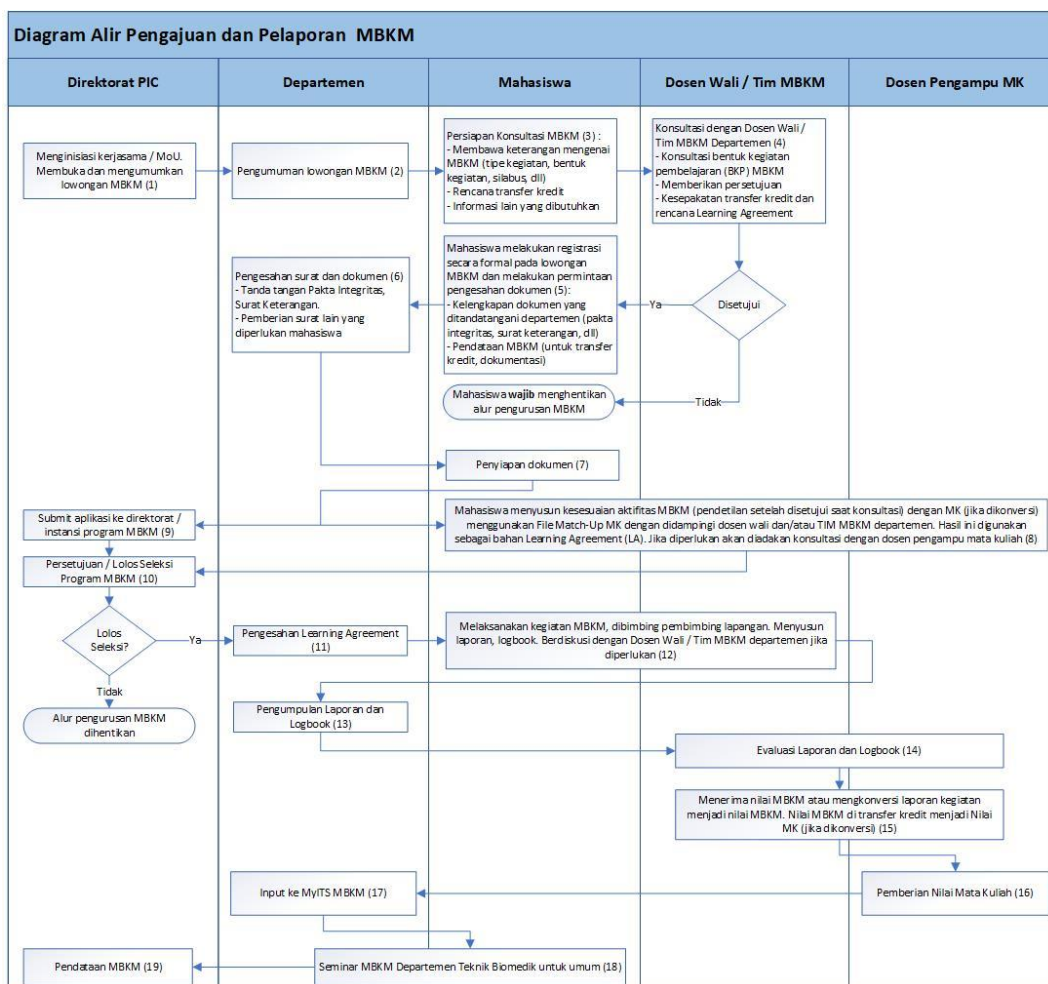 Diagram Alir Pengajuan dan Pelaporan MBKM
Direktorat PIC
Departemen
Mahasiswa
Dosen Wali / Tim MBKM
Dosen Pengampu MK
Menginisiasi kerjasama / MoU.
Membuka dan mengumumkan
lowongan MBKM (1)
Pengumuman lowongan MBKM (2)
Persiapan Konsultasi MBKM (3) :
- Membawa keterangan mengenai
MBKM (tipe kegiatan, bentuk
kegiatan, silabus, dll)
- Rencana transfer kredit
- Informasi lain yang dibutuhkan
Konsultasi dengan Dosen Wali /
Tim MBKM Departemen (4)
- Konsultasi bentuk kegiatan
pembelajaran (BKP) MBKM
- Memberikan persetujuan
- Kesepakatan transfer kredit dan
rencana Learning Agreement
Disetujui
Ya
Tidak
Mahasiswa melakukan registrasi
secara formal pada lowongan
MBKM dan melakukan permintaan
pengesahan dokumen (5):
- Kelengkapan dokumen yang
ditandatangani departemen (pakta
integritas, surat keterangan, dll)
- Pendataan MBKM (untuk transfer
kredit, dokumentasi)
Pengesahan surat dan dokumen (6)
- Tanda tangan Pakta Integritas,
Surat Keterangan.
- Pemberian surat lain yang
diperlukan mahasiswa
Mahasiswa wajib menghentikan
alur pengurusan MBKM
Penyiapan dokumen (7)
Mahasiswa menyusun kesesuaian aktifitas MBKM (pendetilan setelah disetujui saat konsultasi) dengan MK (jika dikonversi)
menggunakan File Match-Up MK dengan didampingi dosen wali dan/atau TIM MBKM departemen. Hasil ini digunakan
sebagai bahan Learning Agreement (LA). Jika diperlukan akan diadakan konsultasi dengan dosen pengampu mata kuliah (8)
Submit aplikasi ke direktorat /
instansi program MBKM (9)
Persetujuan / Lolos Seleksi
Program MBKM (10)
Lolos
Seleksi?
Ya
Tidak
Alur pengurusan MBKM
dihentikan
Pengesahan Learning Agreement
(11)
Melaksanakan kegiatan MBKM, dibimbing pembimbing lapangan. Menyusun
laporan, logbook. Berdiskusi dengan Dosen Wali / Tim MBKM departemen jika
diperlukan (12)
Pengumpulan Laporan dan
Logbook (13)
Evaluasi Laporan dan Logbook (14)
Menerima nilai MBKM atau mengkonversi laporan kegiatan
menjadi nilai MBKM. Nilai MBKM di transfer kredit menjadi Nilai
MK (jika dikonversi) (15)
Pemberian Nilai Mata Kuliah (16)
Input ke MyITS MBKM (17)
Seminar MBKM Departemen Teknik Biomedik untuk umum (18)
Pendataan MBKM (19)